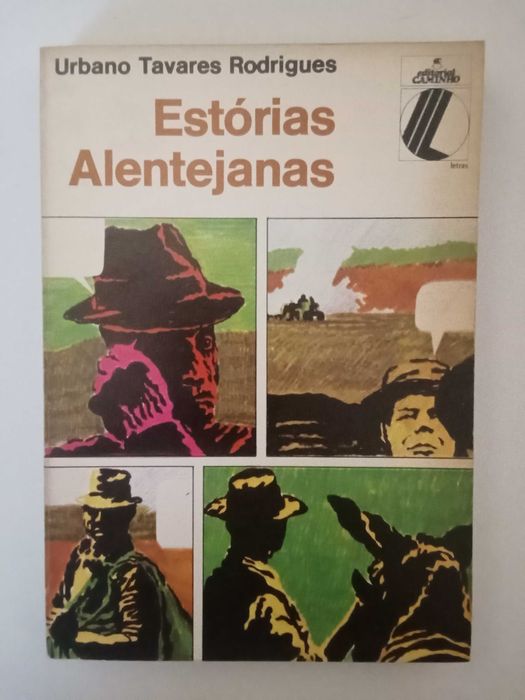 Urbano Tavares Rodrigues
Estórias
Alentejanas
editorial
CAMINHO
letras